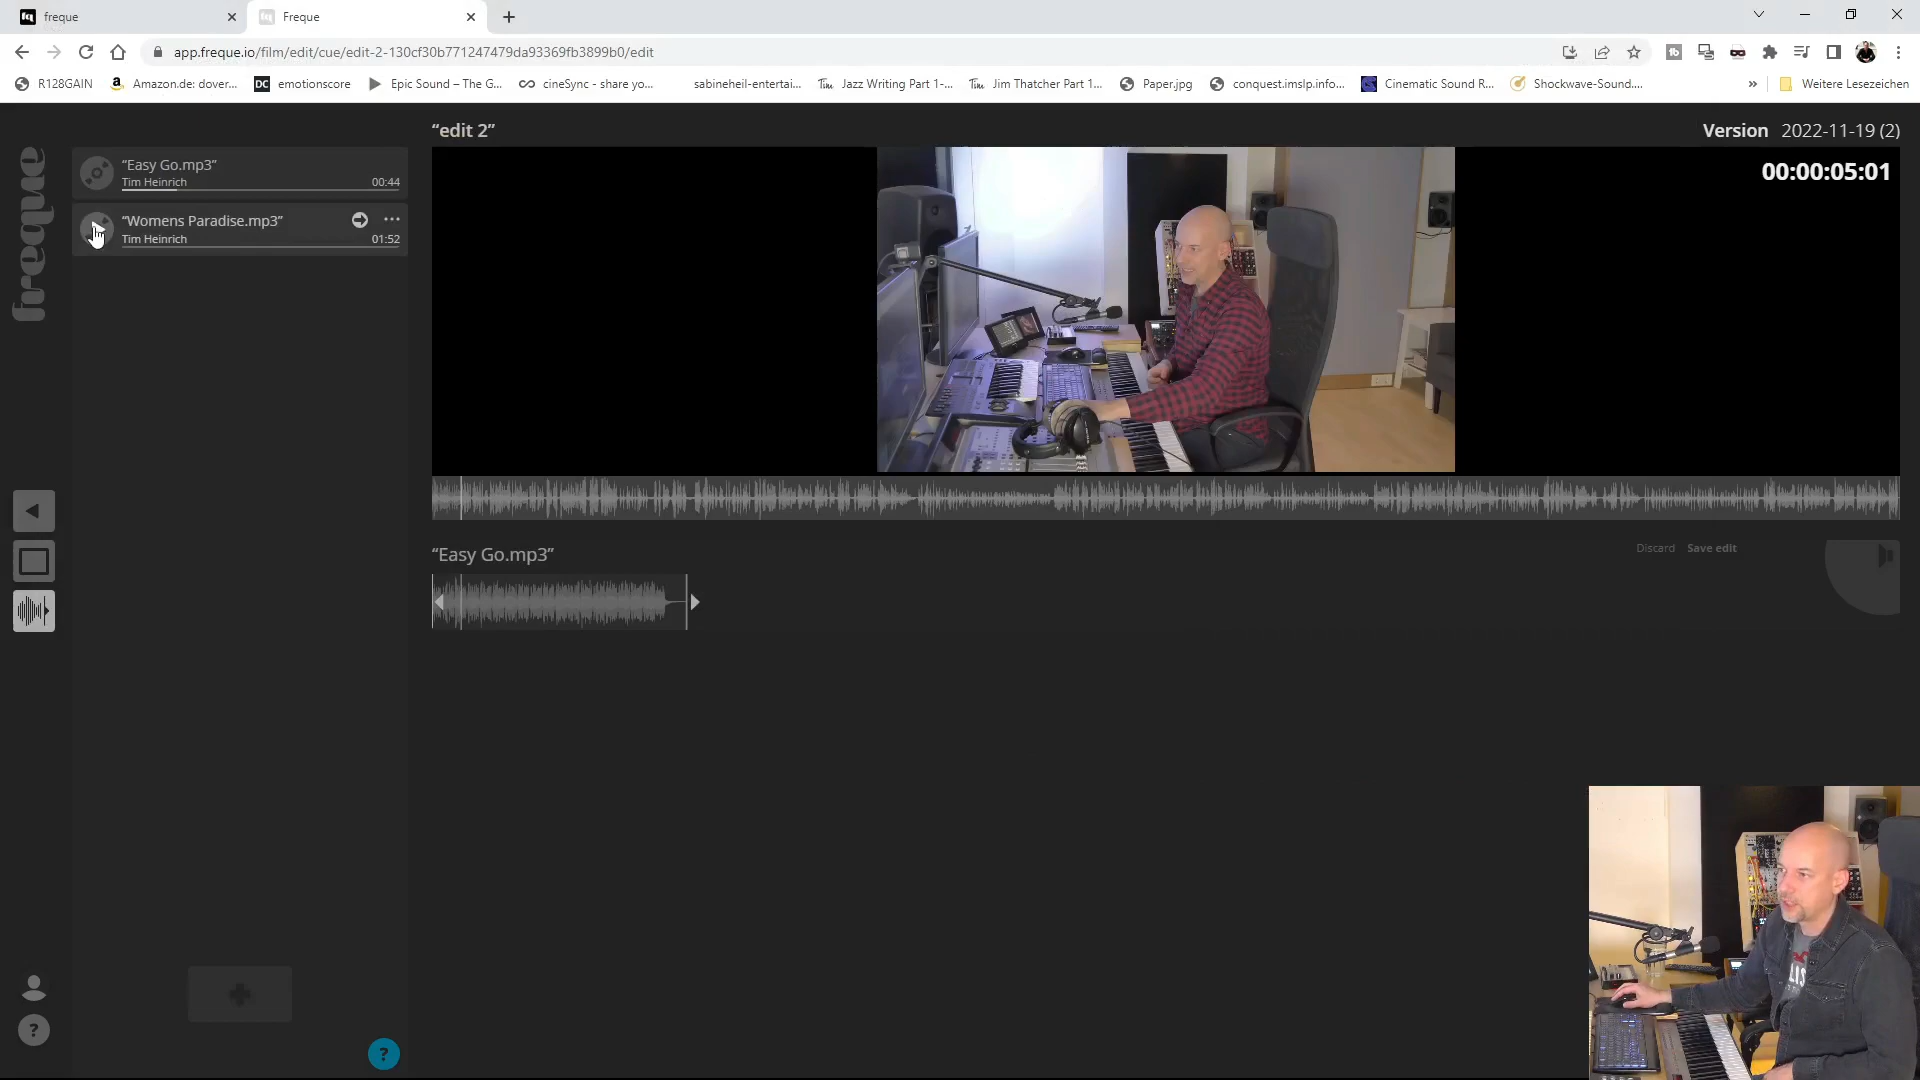 freque
Freque
app.freque.io/film/edit/cue/edit-2-130cf30b771247479da93369fb3899b0/edit
R128GAIN
Amazon.de: dover...
DC emotionscore
Epic Sound – The G...
cineSync - share yo...
sabineheil-entertai...
Jazz Writing Part 1-...
Jim Thatcher Part 1...
Paper.jpg
conquest.imslp.info...
Cinematic Sound R...
Shockwave-Sound....
»
Weitere Lesezeichen
freque
“edit 2”
Version 2022-11-19 (2)
“Easy Go.mp3”
Tim Heinrich 00:44
“Womens Paradise.mp3”
Tim Heinrich 01:52
00:00:05:01
“Easy Go.mp3”
Discard Save edit
?
?